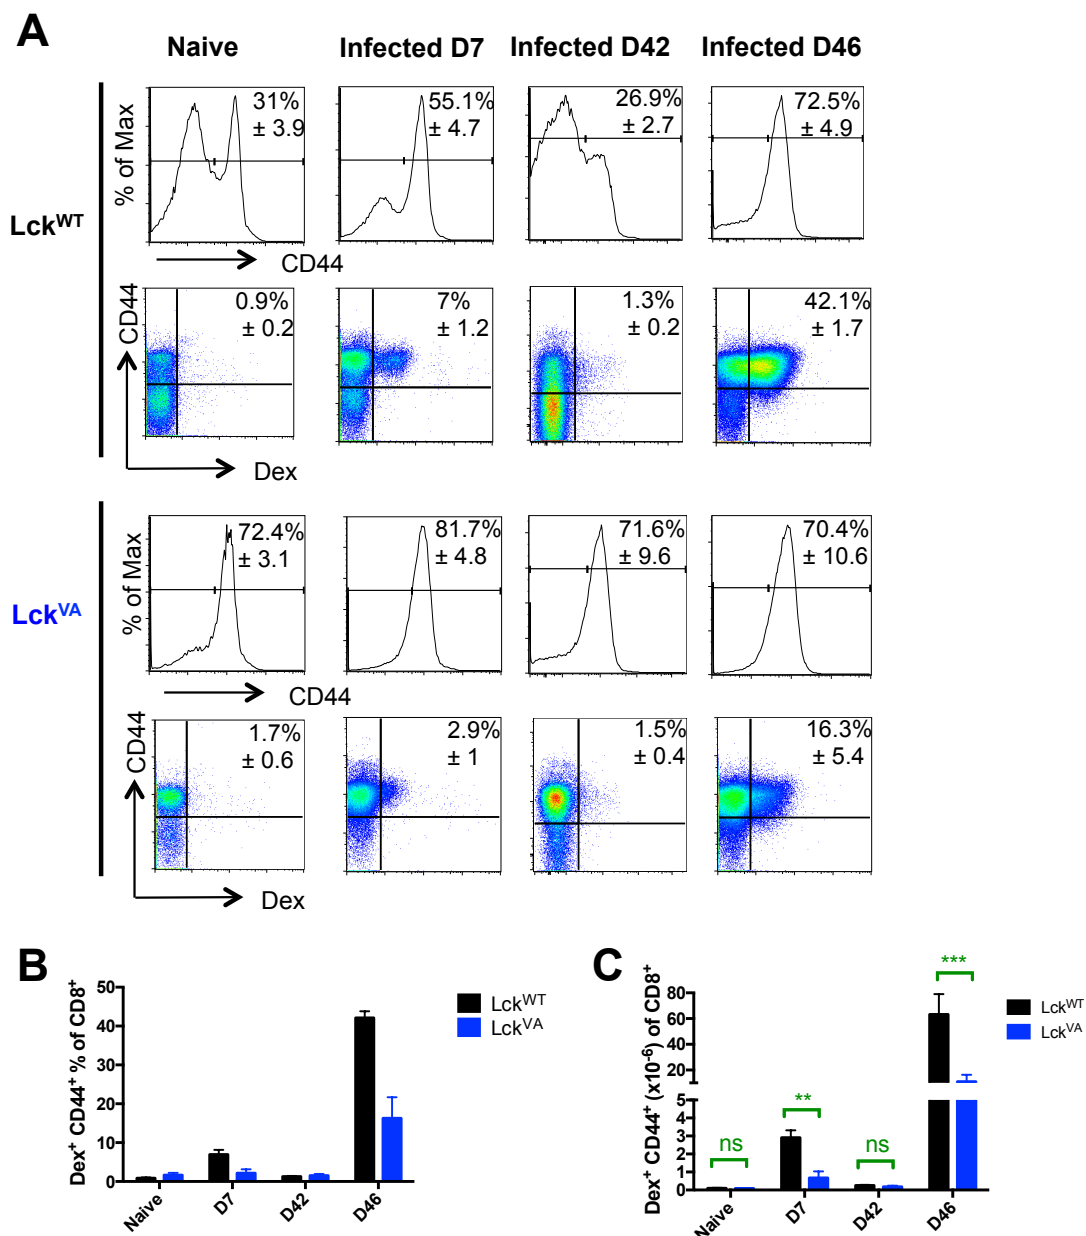 A
Naive Infected D7 Infected D42 Infected D46
Lck^WT
% of Max
31%
± 3.9
55.1%
± 4.7
26.9%
± 2.7
72.5%
± 4.9
CD44
CD44
0.9%
± 0.2
7%
± 1.2
1.3%
± 0.2
42.1%
± 1.7
Dex
Lck^VA
% of Max
72.4%
± 3.1
81.7%
± 4.8
71.6%
± 9.6
70.4%
± 10.6
CD44
CD44
1.7%
± 0.6
2.9%
± 1
1.5%
± 0.4
16.3%
± 5.4
Dex
B
Dex⁺ CD44⁺ % of CD8⁺
50
40
30
20
10
0
Naive D7 D42 D46
Lck^WT
Lck^VA
C
Dex⁺ CD44⁺ (x10⁻⁶) of CD8⁺
80
60
40
20
5
4
3
2
1
0
ns
**
ns
***
Naive D7 D42 D46
Lck^WT
Lck^VA